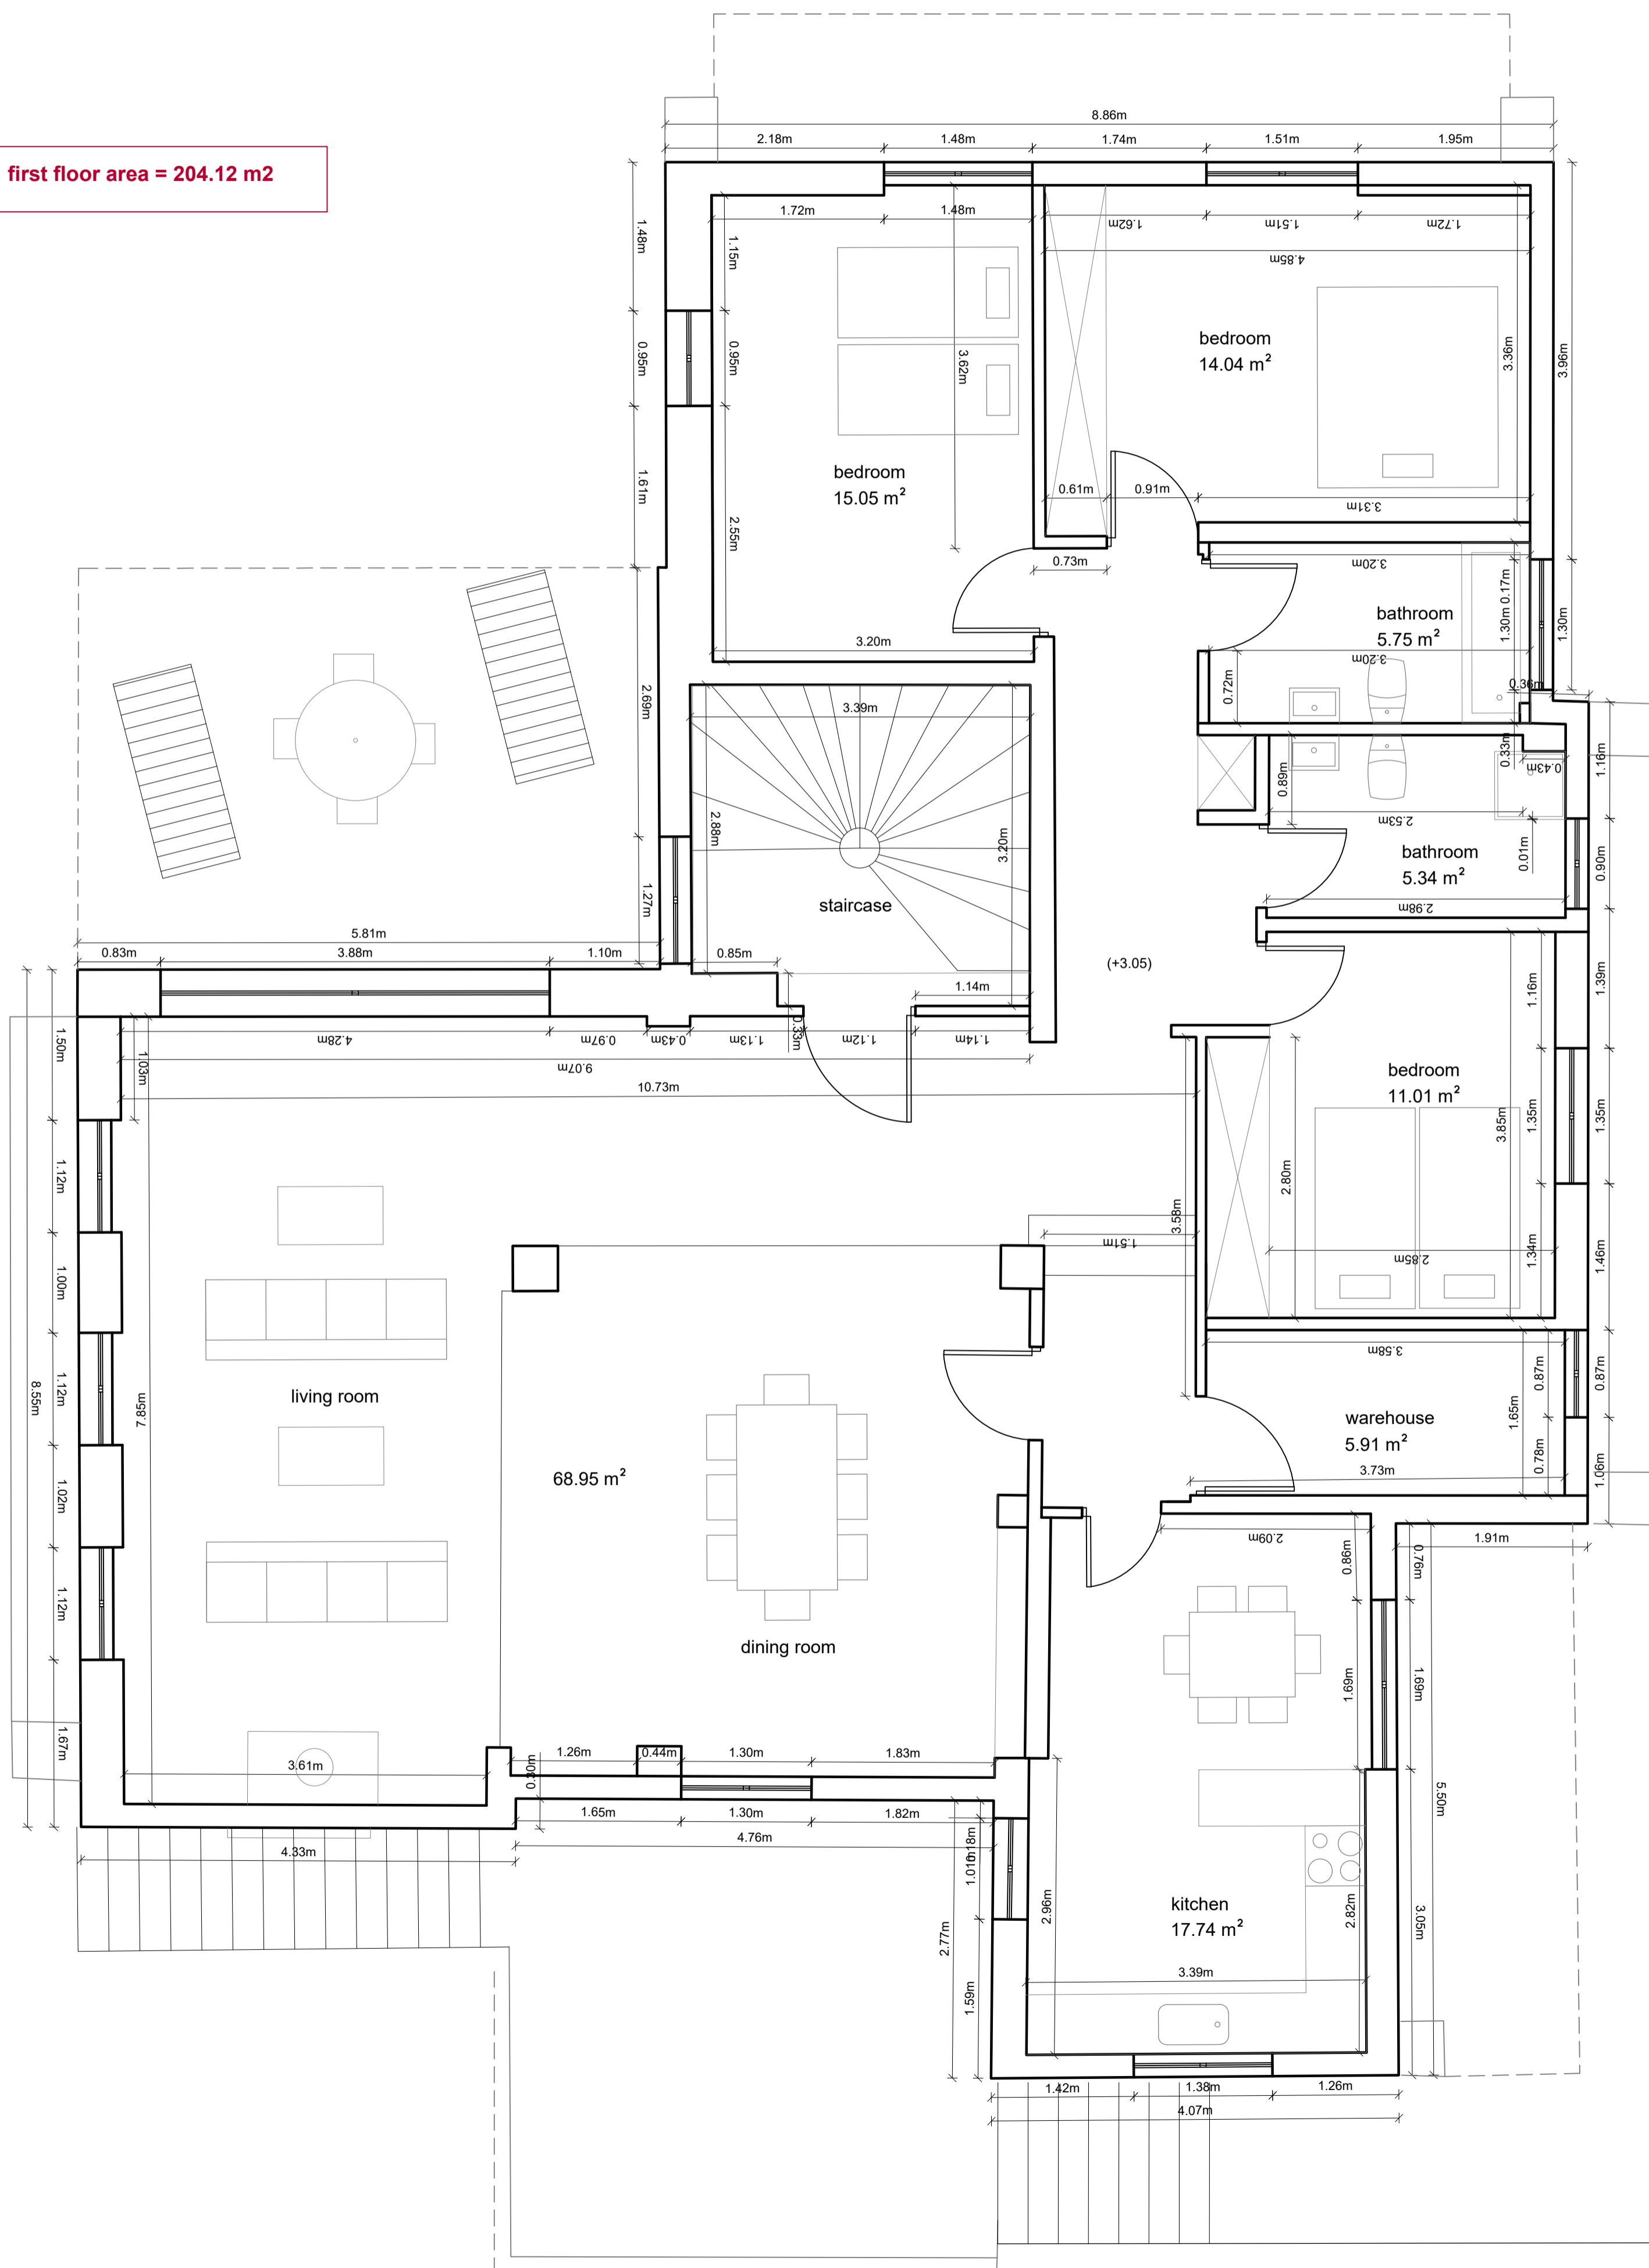 8.86m
2.18m
1.48m
1.74m
1.51m
1.95m
first floor area = 204.12 m2
1.72m
1.48m
1.62m
1.51m
1.72m
4.85m
1.48m
1.15m
0.95m
0.95m
3.62m
bedroom
14.04 m²
3.36m
3.96m
bedroom
15.05 m²
1.61m
2.55m
0.61m
0.91m
3.31m
0.73m
3.20m
0.17m
1.30m
1.30m
bathroom
5.75 m²
3.20m
3.20m
0.72m
0.36m
2.69m
3.39m
0.33m
0.43m
1.16m
0.89m
2.88m
3.20m
2.53m
0.01m
0.90m
bathroom
5.34 m²
staircase
2.98m
1.27m
5.81m
0.83m
3.88m
1.10m
0.85m
(+3.05)
1.14m
1.16m
1.39m
1.50m
1.03m
4.28m
0.97m
0.43m
1.13m
0.33m
1.12m
1.14m
9.07m
10.73m
bedroom
11.01 m²
3.85m
1.35m
1.35m
1.12m
2.80m
3.58m
1.51m
2.85m
1.34m
1.46m
1.00m
3.58m
0.87m
0.87m
8.55m
1.12m
7.85m
living room
1.65m
warehouse
5.91 m²
0.78m
1.06m
3.73m
68.95 m²
1.02m
2.09m
0.86m
0.76m
1.91m
1.12m
dining room
1.69m
1.69m
1.67m
3.61m
1.26m
0.44m
1.30m
1.83m
0.30m
1.65m
1.30m
1.82m
4.76m
4.33m
0.18m
1.01m
5.50m
kitchen
17.74 m²
2.96m
2.82m
3.05m
2.77m
1.59m
3.39m
1.42m
1.38m
1.26m
4.07m